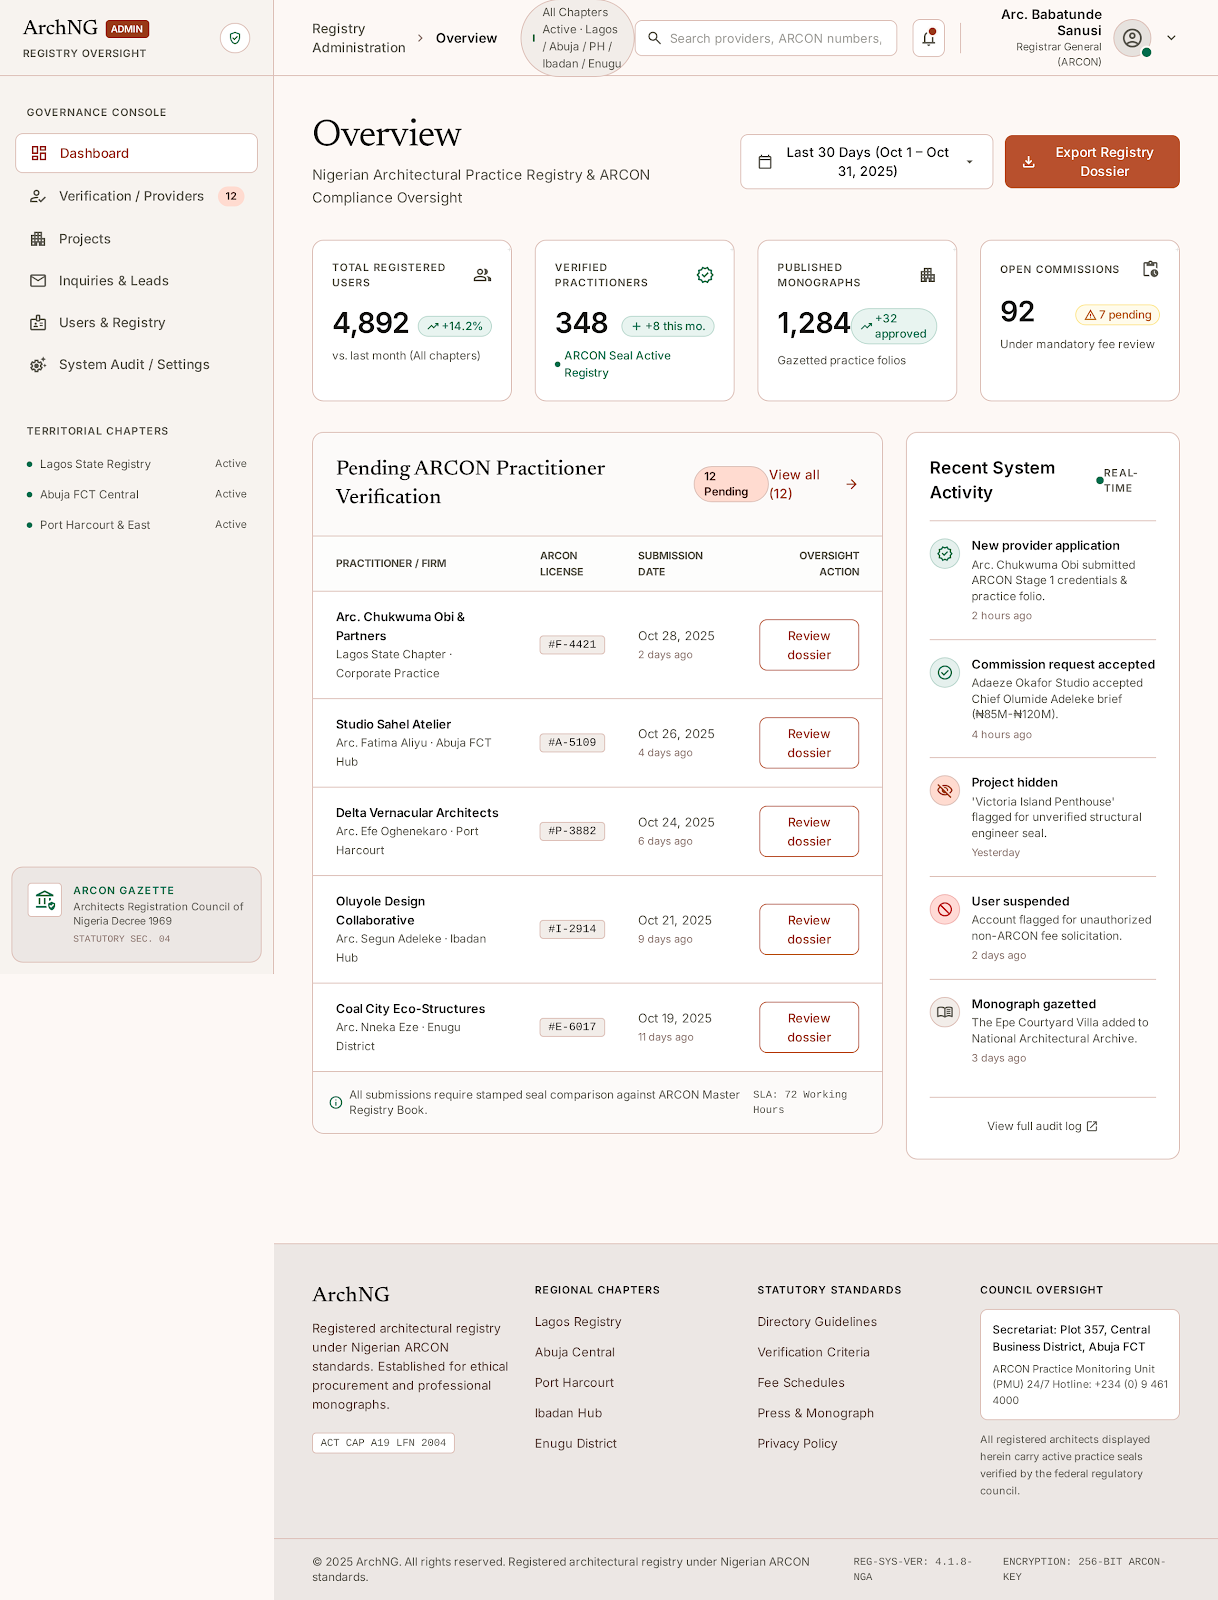 ArchNG ADMIN
REGISTRY OVERSIGHT
GOVERNANCE CONSOLE
Dashboard
Verification / Providers 12
Projects
Inquiries & Leads
Users & Registry
System Audit / Settings
TERRITORIAL CHAPTERS
Lagos State Registry Active
Abuja FCT Central Active
Port Harcourt & East Active
ARCON GAZETTE
Architects Registration Council of
Nigeria Decree 1969
STATUTORY SEC. 04
Registry
Administration
Overview
All Chapters
Active · Lagos
/ Abuja / PH /
Ibadan / Enugu
Search providers, ARCON numbers,
Arc. Babatunde
Sanusi
Registrar General
(ARCON)
Overview
Nigerian Architectural Practice Registry & ARCON
Compliance Oversight
Last 30 Days (Oct 1 – Oct
31, 2025)
Export Registry
Dossier
TOTAL REGISTERED
USERS
4,892 +14.2%
vs. last month (All chapters)
VERIFIED
PRACTITIONERS
348 +8 this mo.
ARCON Seal Active
Registry
PUBLISHED
MONOGRAPHS
1,284 +32
approved
Gazetted practice folios
OPEN COMMISSIONS
92 7 pending
Under mandatory fee review
Pending ARCON Practitioner
Verification
12
Pending
View all
(12)
PRACTITIONER / FIRM
ARCON
LICENSE
SUBMISSION
DATE
OVERSIGHT
ACTION
Arc. Chukwuma Obi &
Partners
Lagos State Chapter ·
Corporate Practice
#F-4421
Oct 28, 2025
2 days ago
Review
dossier
Studio Sahel Atelier
Arc. Fatima Aliyu · Abuja FCT
Hub
#A-5109
Oct 26, 2025
4 days ago
Review
dossier
Delta Vernacular Architects
Arc. Efe Oghenekaro · Port
Harcourt
#P-3882
Oct 24, 2025
6 days ago
Review
dossier
Oluyole Design
Collaborative
Arc. Segun Adeleke · Ibadan
Hub
#I-2914
Oct 21, 2025
9 days ago
Review
dossier
Coal City Eco-Structures
Arc. Nneka Eze · Enugu
District
#E-6017
Oct 19, 2025
11 days ago
Review
dossier
All submissions require stamped seal comparison against ARCON Master
Registry Book.
SLA: 72 Working
Hours
Recent System
Activity
REAL-
TIME
New provider application
Arc. Chukwuma Obi submitted
ARCON Stage 1 credentials &
practice folio.
2 hours ago
Commission request accepted
Adaeze Okafor Studio accepted
Chief Olumide Adeleke brief
(₦85M-₦120M).
4 hours ago
Project hidden
'Victoria Island Penthouse'
flagged for unverified structural
engineer seal.
Yesterday
User suspended
Account flagged for unauthorized
non-ARCON fee solicitation.
2 days ago
Monograph gazetted
The Epe Courtyard Villa added to
National Architectural Archive.
3 days ago
View full audit log
ArchNG
Registered architectural registry
under Nigerian ARCON
standards. Established for ethical
procurement and professional
monographs.
ACT CAP A19 LFN 2004
REGIONAL CHAPTERS
Lagos Registry
Abuja Central
Port Harcourt
Ibadan Hub
Enugu District
STATUTORY STANDARDS
Directory Guidelines
Verification Criteria
Fee Schedules
Press & Monograph
Privacy Policy
COUNCIL OVERSIGHT
Secretariat: Plot 357, Central
Business District, Abuja FCT
ARCON Practice Monitoring Unit
(PMU) 24/7 Hotline: +234 (0) 9 461
4000
All registered architects displayed
herein carry active practice seals
verified by the federal regulatory
council.
© 2025 ArchNG. All rights reserved. Registered architectural registry under Nigerian ARCON
standards.
REG-SYS-VER: 4.1.8-
NGA
ENCRYPTION: 256-BIT ARCON-
KEY